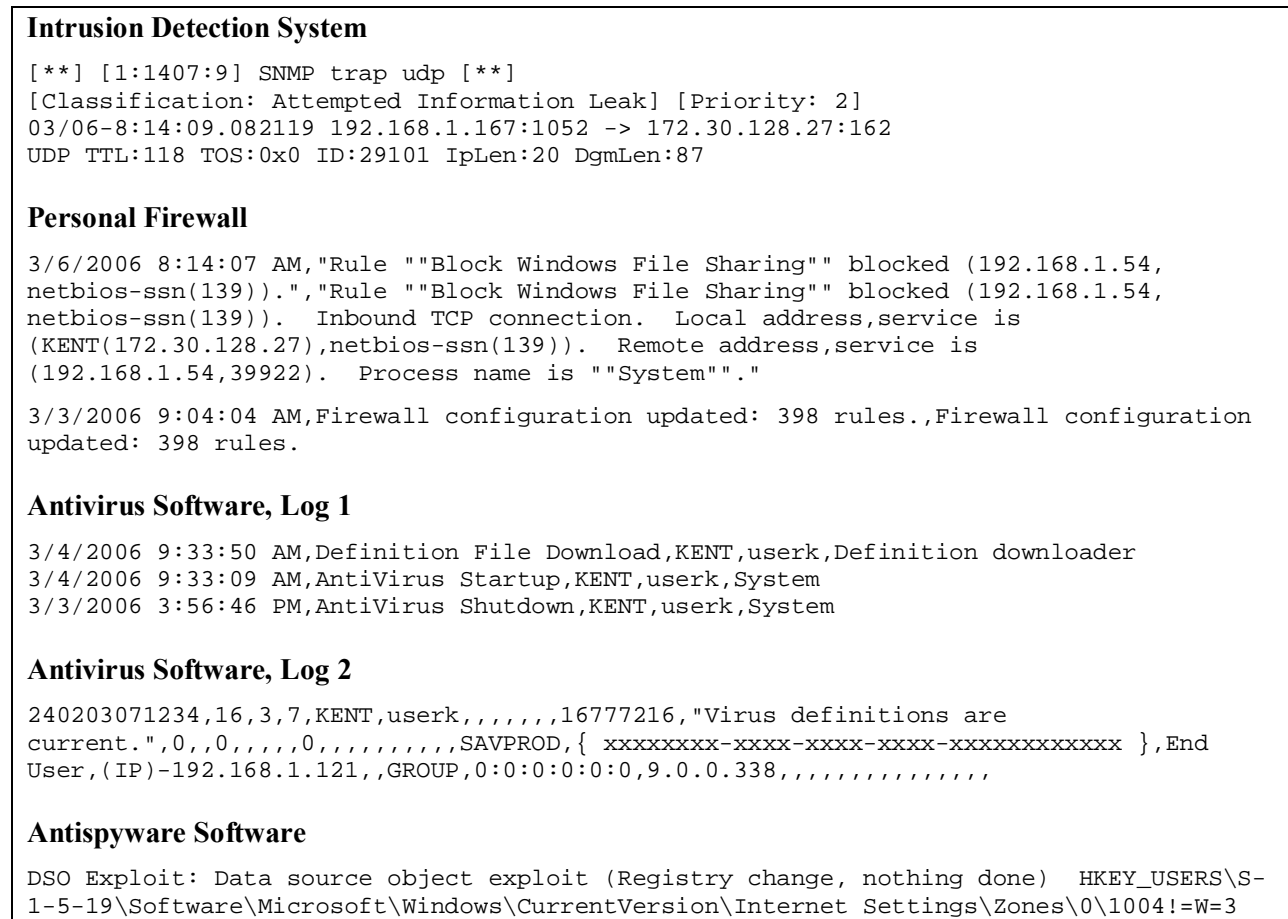 Intrusion Detection System
[**] [1:1407:9] SNMP trap udp [**]
[Classification: Attempted Information Leak] [Priority: 2]
03/06-8:14:09.082119 192.168.1.167:1052 -> 172.30.128.27:162
UDP TTL:118 TOS:0x0 ID:29101 IpLen:20 DgmLen:87
Personal Firewall
3/6/2006 8:14:07 AM,"Rule ""Block Windows File Sharing"" blocked (192.168.1.54,
netbios-ssn(139)).","Rule ""Block Windows File Sharing"" blocked (192.168.1.54,
netbios-ssn(139)).  Inbound TCP connection.  Local address,service is
(KENT(172.30.128.27),netbios-ssn(139)).  Remote address,service is
(192.168.1.54,39922).  Process name is ""System""."
3/3/2006 9:04:04 AM,Firewall configuration updated: 398 rules.,Firewall configuration
updated: 398 rules.
Antivirus Software, Log 1
3/4/2006 9:33:50 AM,Definition File Download,KENT,userk,Definition downloader
3/4/2006 9:33:09 AM,AntiVirus Startup,KENT,userk,System
3/3/2006 3:56:46 PM,AntiVirus Shutdown,KENT,userk,System
Antivirus Software, Log 2
240203071234,16,3,7,KENT,userk,,,,,,,16777216,"Virus definitions are
current.",0,,0,,,,,0,,,,,,,,,,SAVPROD,{ xxxxxxxx-xxxx-xxxx-xxxx-xxxxxxxxxxxx },End
User,(IP)-192.168.1.121,,GROUP,0:0:0:0:0:0,9.0.0.338,,,,,,,,,,,,,,,
Antispyware Software
DSO Exploit: Data source object exploit (Registry change, nothing done)  HKEY_USERS\S-
1-5-19\Software\Microsoft\Windows\CurrentVersion\Internet Settings\Zones\0\1004!=W=3